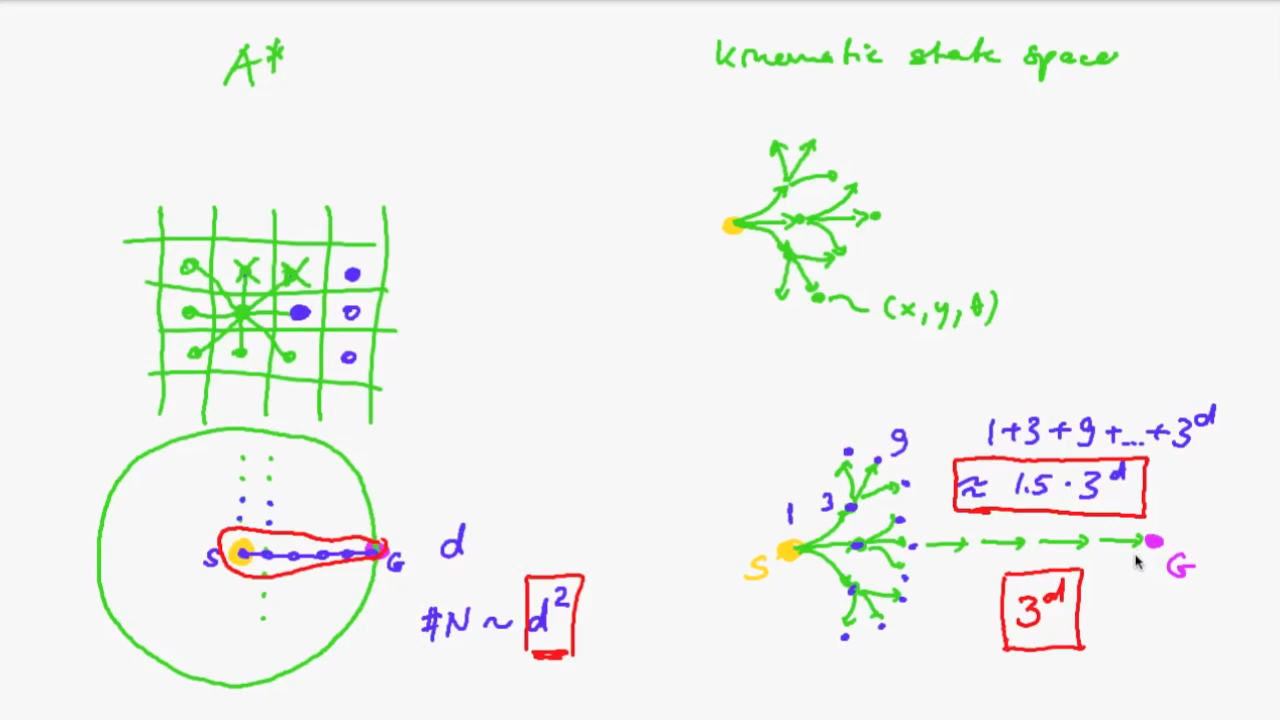 A*
kinematic state space
(x, y, θ)
1+3+9+...+3^d
9
≈ 1.5 · 3^d
1
3
S
G
d
S
G
#N ~ d²
3^d